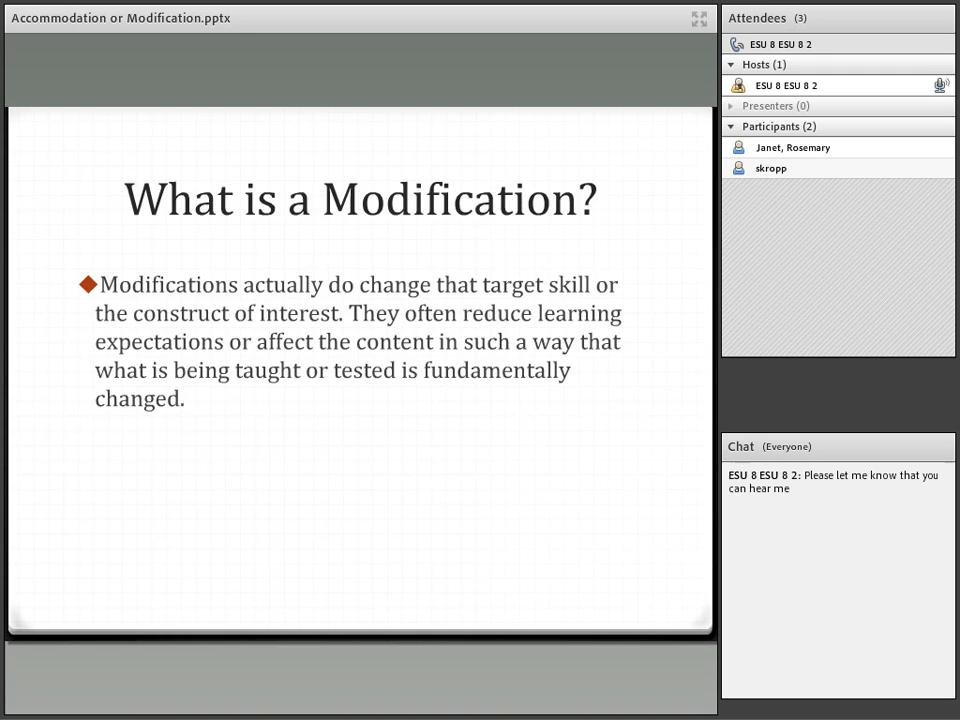 Accommodation or Modification.pptx
What is a Modification?
Modifications actually do change that target skill or
the construct of interest. They often reduce learning
expectations or affect the content in such a way that
what is being taught or tested is fundamentally
changed.
Attendees (3)
ESU 8 ESU 8 2
Hosts (1)
ESU 8 ESU 8 2
Presenters (0)
Participants (2)
Janet, Rosemary
skropp
Chat (Everyone)
ESU 8 ESU 8 2: Please let me know that you
can hear me